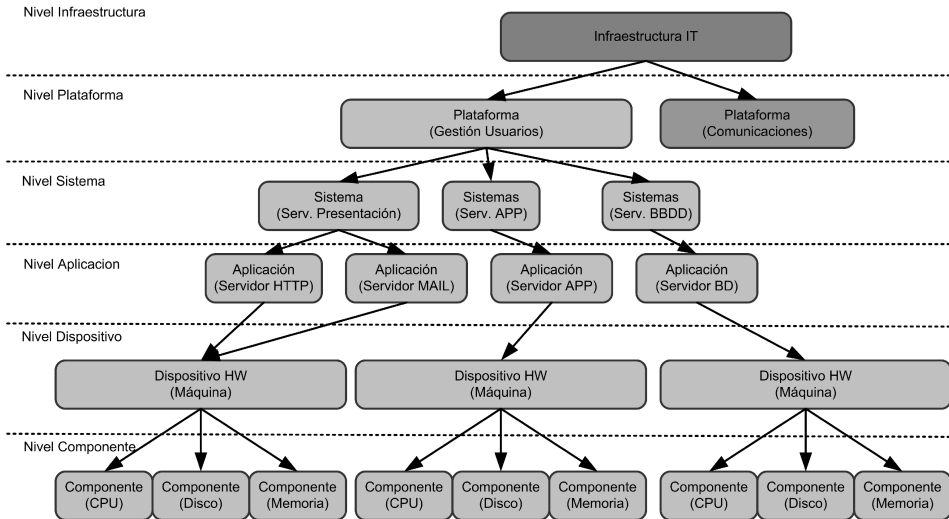 Nivel Infraestructura
Infraestructura IT
Nivel Plataforma
Plataforma
(Gestión Usuarios)
Plataforma
(Comunicaciones)
Nivel Sistema
Sistema
(Serv. Presentación)
Sistemas
(Serv. APP)
Sistemas
(Serv. BBDD)
Nivel Aplicacion
Aplicación
(Servidor HTTP)
Aplicación
(Servidor MAIL)
Aplicación
(Servidor APP)
Aplicación
(Servidor BD)
Nivel Dispositivo
Dispositivo HW
(Máquina)
Dispositivo HW
(Máquina)
Dispositivo HW
(Máquina)
Nivel Componente
Componente
(CPU)
Componente
(Disco)
Componente
(Memoria)
Componente
(CPU)
Componente
(Disco)
Componente
(Memoria)
Componente
(CPU)
Componente
(Disco)
Componente
(Memoria)